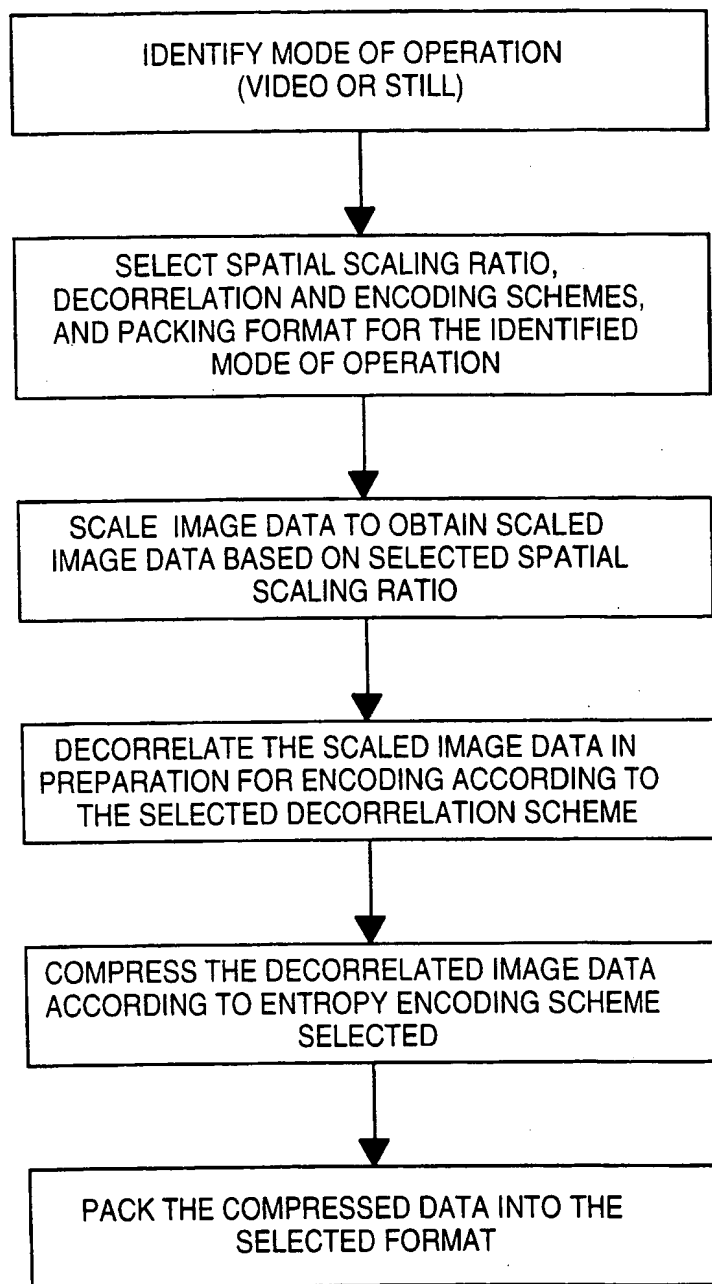 IDENTIFY MODE OF OPERATION
(VIDEO OR STILL)
SELECT SPATIAL SCALING RATIO,
DECORRELATION AND ENCODING SCHEMES,
AND PACKING FORMAT FOR THE IDENTIFIED
MODE OF OPERATION
SCALE IMAGE DATA TO OBTAIN SCALED
IMAGE DATA BASED ON SELECTED SPATIAL
SCALING RATIO
DECORRELATE THE SCALED IMAGE DATA IN
PREPARATION FOR ENCODING ACCORDING TO
THE SELECTED DECORRELATION SCHEME
COMPRESS THE DECORRELATED IMAGE DATA
ACCORDING TO ENTROPY ENCODING SCHEME
SELECTED
PACK THE COMPRESSED DATA INTO THE
SELECTED FORMAT